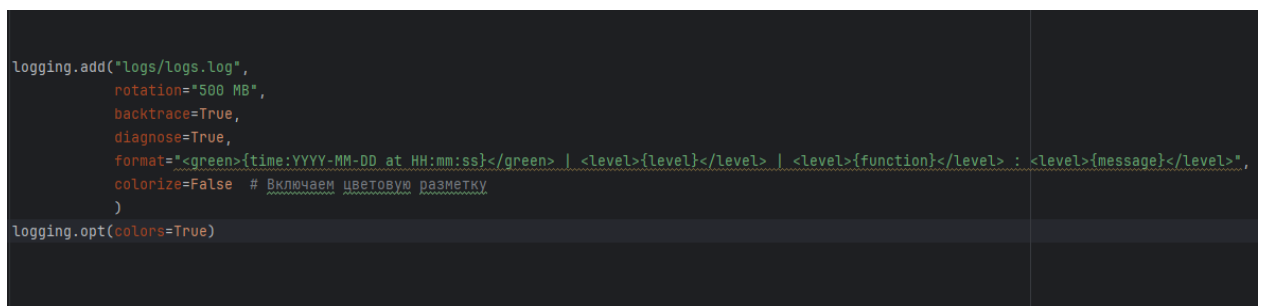 logging.add("logs/logs.log",
rotation="500 MB",
backtrace=True,
diagnose=True,
format="<green>{time:YYYY-MM-DD at HH:mm:ss}</green> | <level>{level}</level> | <level>{function}</level> : <level>{message}</level>",
colorize=False  # Включаем цветовую разметку
)
logging.opt(colors=True)